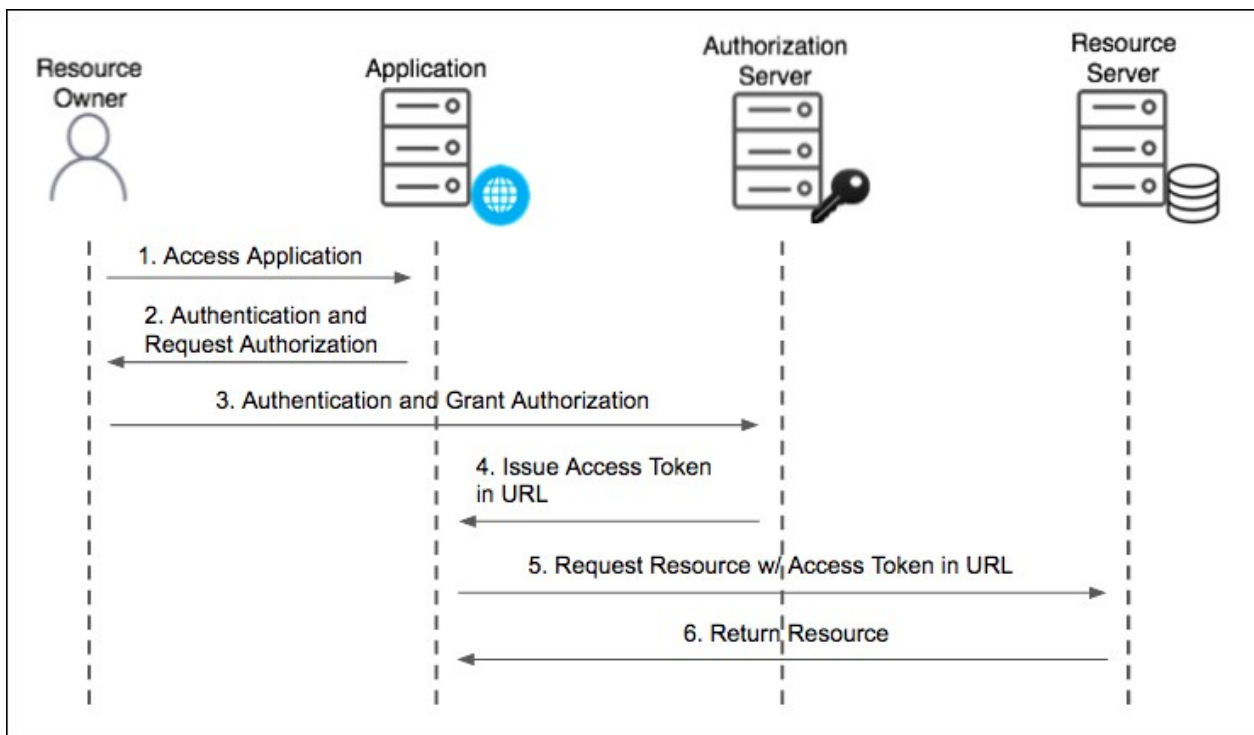 Resource
Owner
Application
Authorization
Server
Resource
Server
1. Access Application
2. Authentication and
Request Authorization
3. Authentication and Grant Authorization
4. Issue Access Token
in URL
5. Request Resource w/ Access Token in URL
6. Return Resource